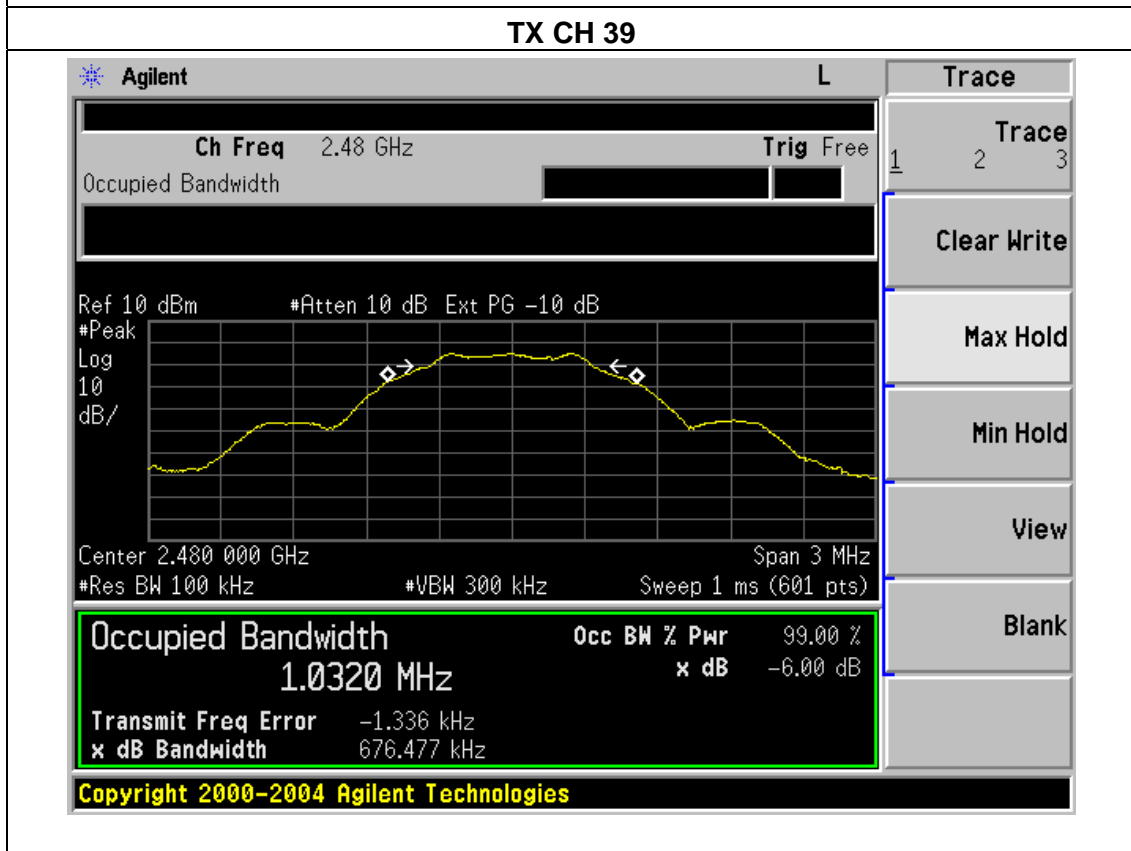 TX CH 39
Agilent L Trace
Ch Freq 2.48 GHz Trig Free
Occupied Bandwidth
Trace
1 2 3
Clear Write
Max Hold
Min Hold
View
Blank
Ref 10 dBm #Atten 10 dB Ext PG −10 dB
#Peak
Log
10
dB/
Center 2.480 000 GHz Span 3 MHz
#Res BW 100 kHz #VBW 300 kHz Sweep 1 ms (601 pts)
Occupied Bandwidth Occ BW % Pwr 99.00 %
1.0320 MHz x dB −6.00 dB
Transmit Freq Error −1.336 kHz
x dB Bandwidth 676.477 kHz
Copyright 2000-2004 Agilent Technologies